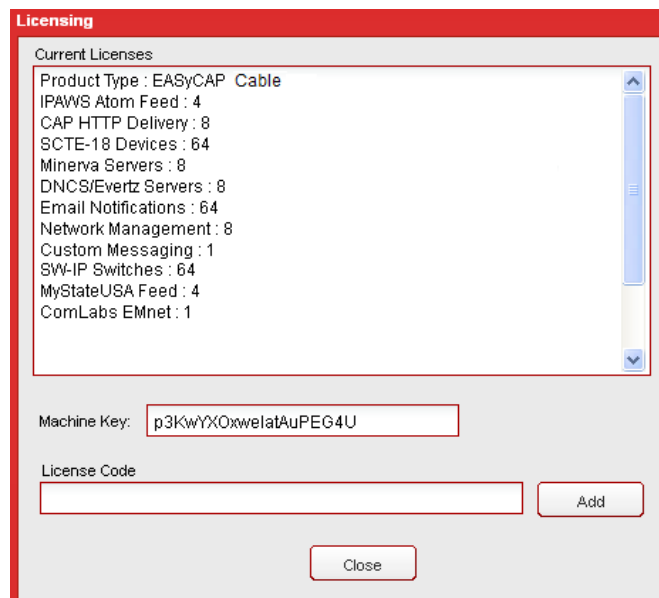 Licensing
Current Licenses
Product Type : EASyCAP Cable
IPAWS Atom Feed : 4
CAP HTTP Delivery : 8
SCTE-18 Devices : 64
Minerva Servers : 8
DNCS/Evertz Servers : 8
Email Notifications : 64
Network Management : 8
Custom Messaging : 1
SW-IP Switches : 64
MyStateUSA Feed : 4
ComLabs EMnet : 1
Machine Key: p3KwYXOxwelatAuPEG4U
License Code
Add
Close